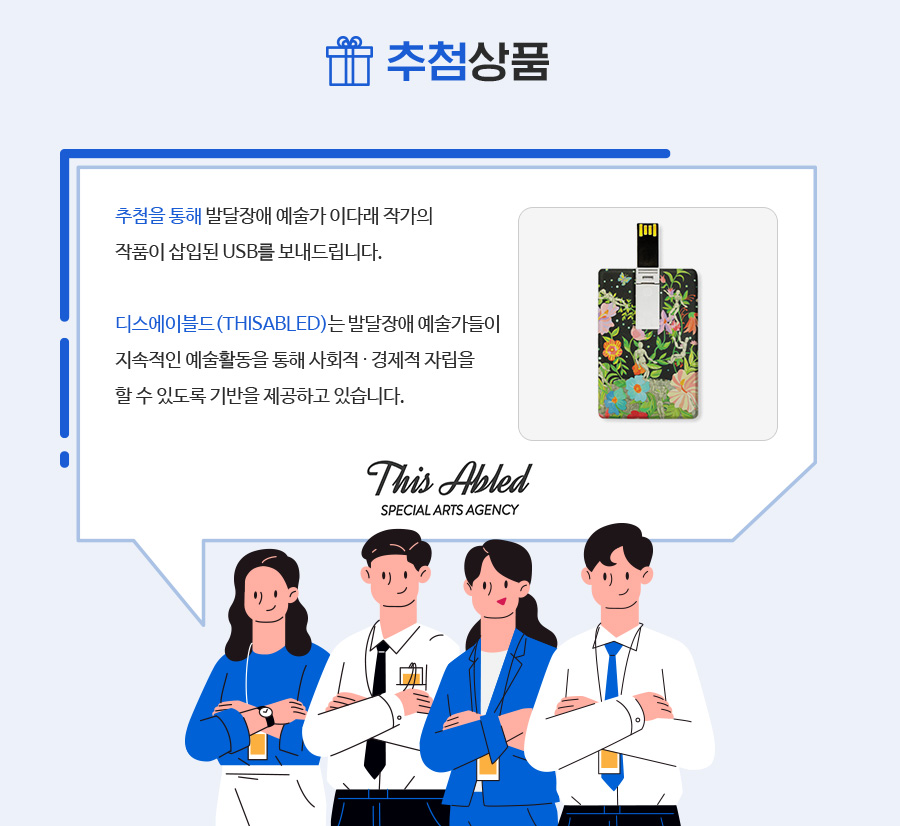 추첨상품
추첨을 통해 발달장애 예술가 이다래 작가의
작품이 삽입된 USB를 보내드립니다.
디스에이블드(THISABLED)는 발달장애 예술가들이
지속적인 예술활동을 통해 사회적 · 경제적 자립을
할 수 있도록 기반을 제공하고 있습니다.
This Abled
SPECIAL ARTS AGENCY